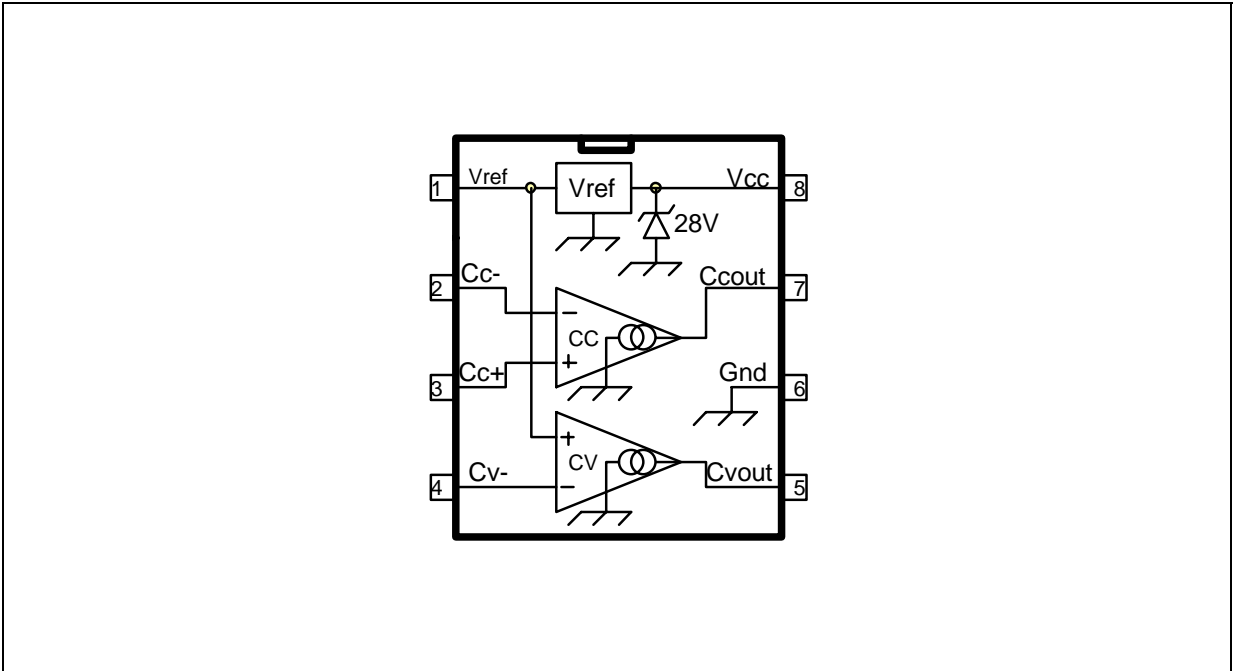 1 Vref Vref Vcc 8
28V
2 Cc- Ccout 7
− CC +
3 Cc+ Gnd 6
+ CV −
4 Cv- Cvout 5